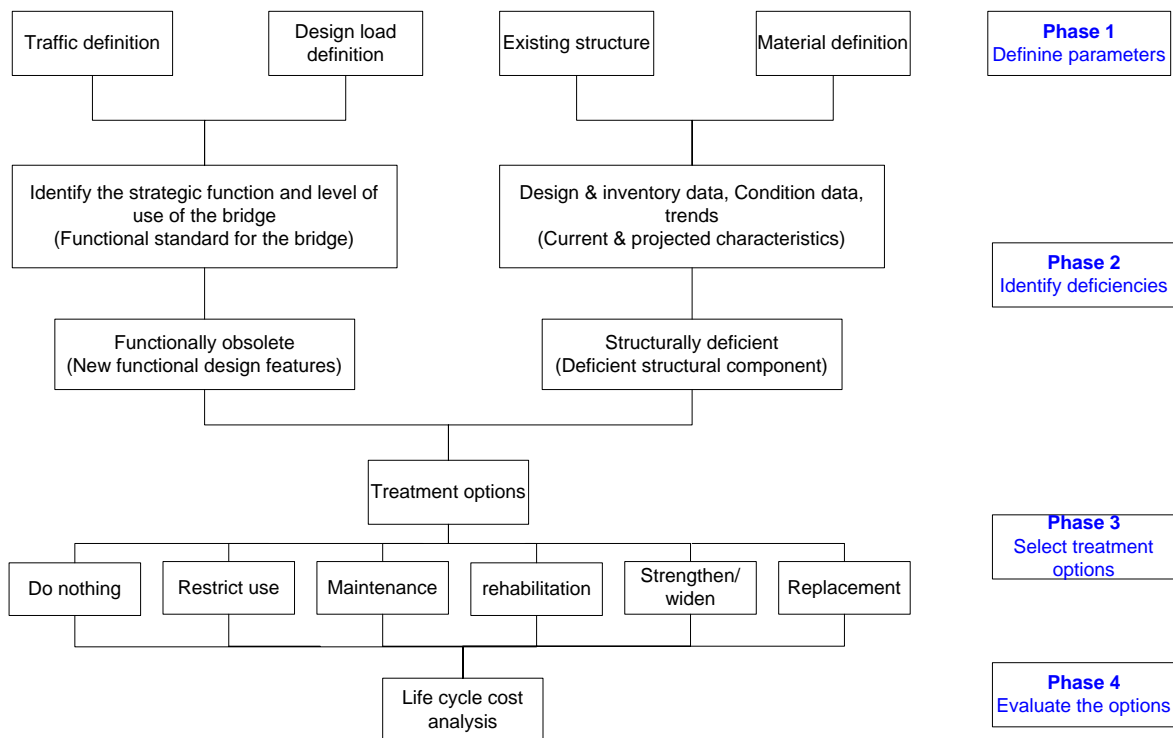 Traffic definition
Design load
definition
Existing structure
Material definition
Phase 1
Definine parameters
Identify the strategic function and level of
use of the bridge
(Functional standard for the bridge)
Design & inventory data, Condition data,
trends
(Current & projected characteristics)
Phase 2
Identify deficiencies
Functionally obsolete
(New functional design features)
Structurally deficient
(Deficient structural component)
Treatment options
Phase 3
Select treatment
options
Do nothing
Restrict use
Maintenance
rehabilitation
Strengthen/
widen
Replacement
Life cycle cost
analysis
Phase 4
Evaluate the options